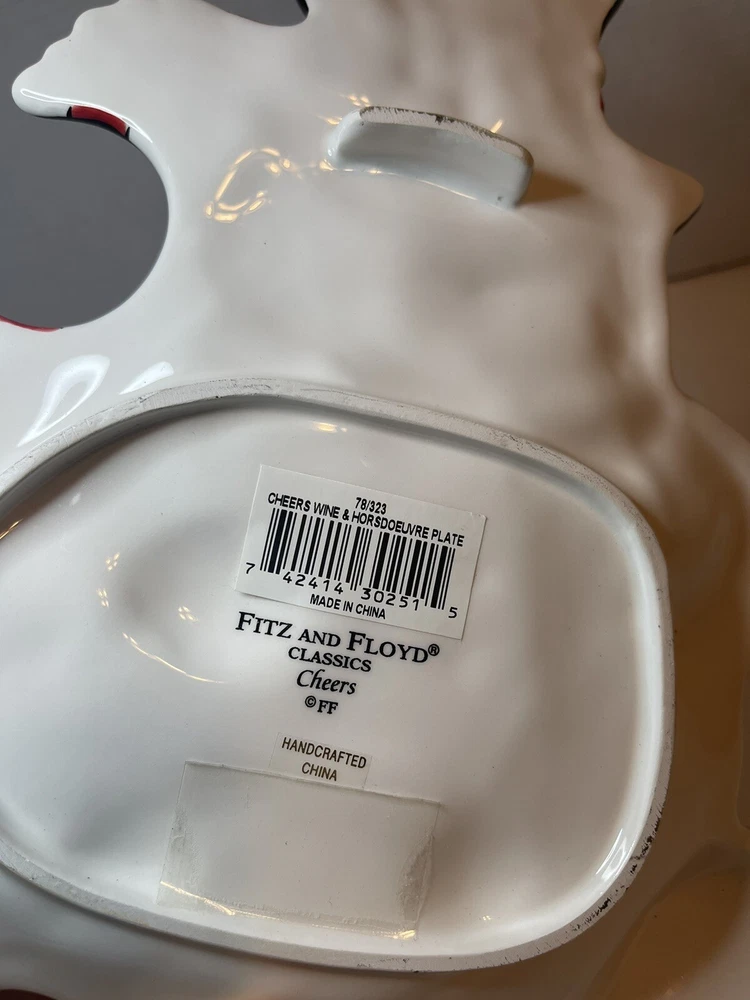 78/323
CHEERS WINE & HORSDOEUVRE PLATE
7 42414 30251 5
MADE IN CHINA
FITZ AND FLOYD®
CLASSICS
Cheers
©FF
HANDCRAFTED
CHINA